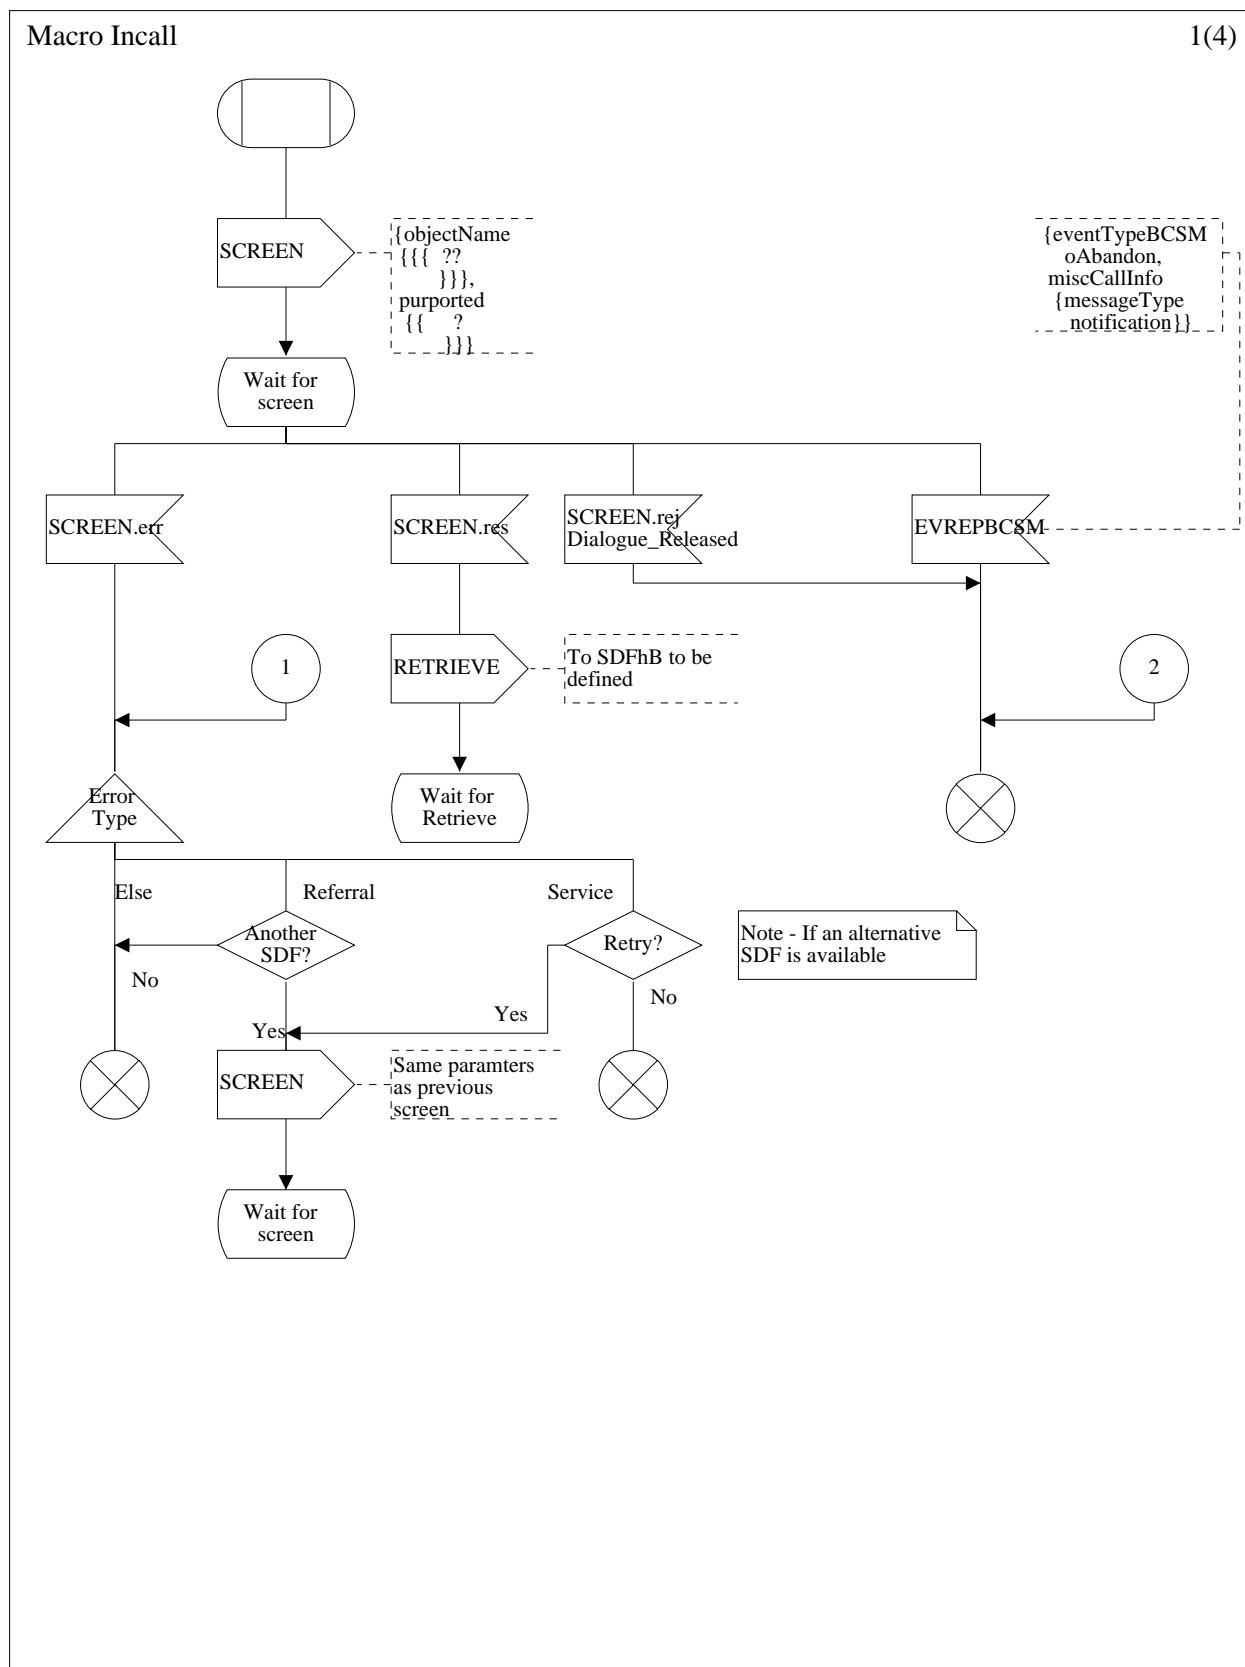 Macro Incall
1(4)
SCREEN
{objectName
{{{ ??
}}},
purported
{{ ?
}}}
{eventTypeBCSM
oAbandon,
miscCallInfo
{messageType
notification}}
Wait for
screen
SCREEN.err
SCREEN.res
SCREEN.rej
Dialogue_Released
EVREPBCSM
1
RETRIEVE
To SDFhB to be
defined
2
Error
Type
Wait for
Retrieve
Else
Referral
Service
Another
SDF?
Retry?
Note - If an alternative
SDF is available
No
No
Yes
Yes
SCREEN
Same paramters
as previous
screen
Wait for
screen